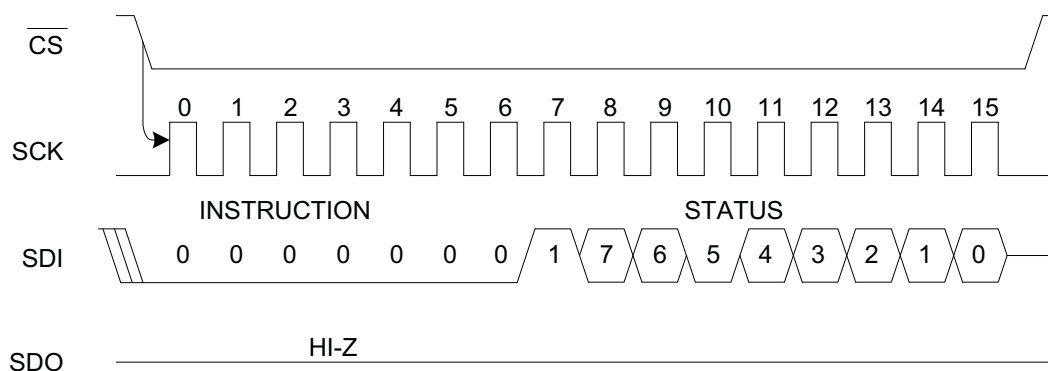 CS
0 1 2 3 4 5 6 7 8 9 10 11 12 13 14 15
SCK
INSTRUCTION STATUS
SDI 0 0 0 0 0 0 0 1 7 6 5 4 3 2 1 0
HI-Z
SDO